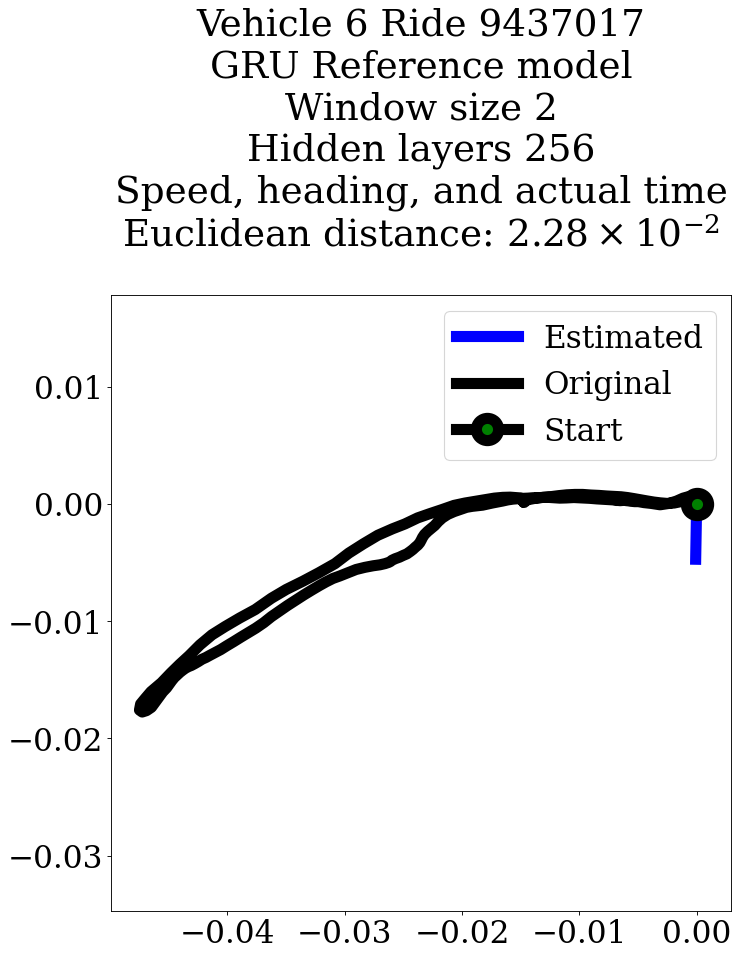 Vehicle 6 Ride 9437017
GRU Reference model
Window size 2
Hidden layers 256
Speed, heading, and actual time
Euclidean distance: 2.28 × 10⁻²
Estimated
Original
Start
0.01
0.00
−0.01
−0.02
−0.03
−0.04 −0.03 −0.02 −0.01 0.00